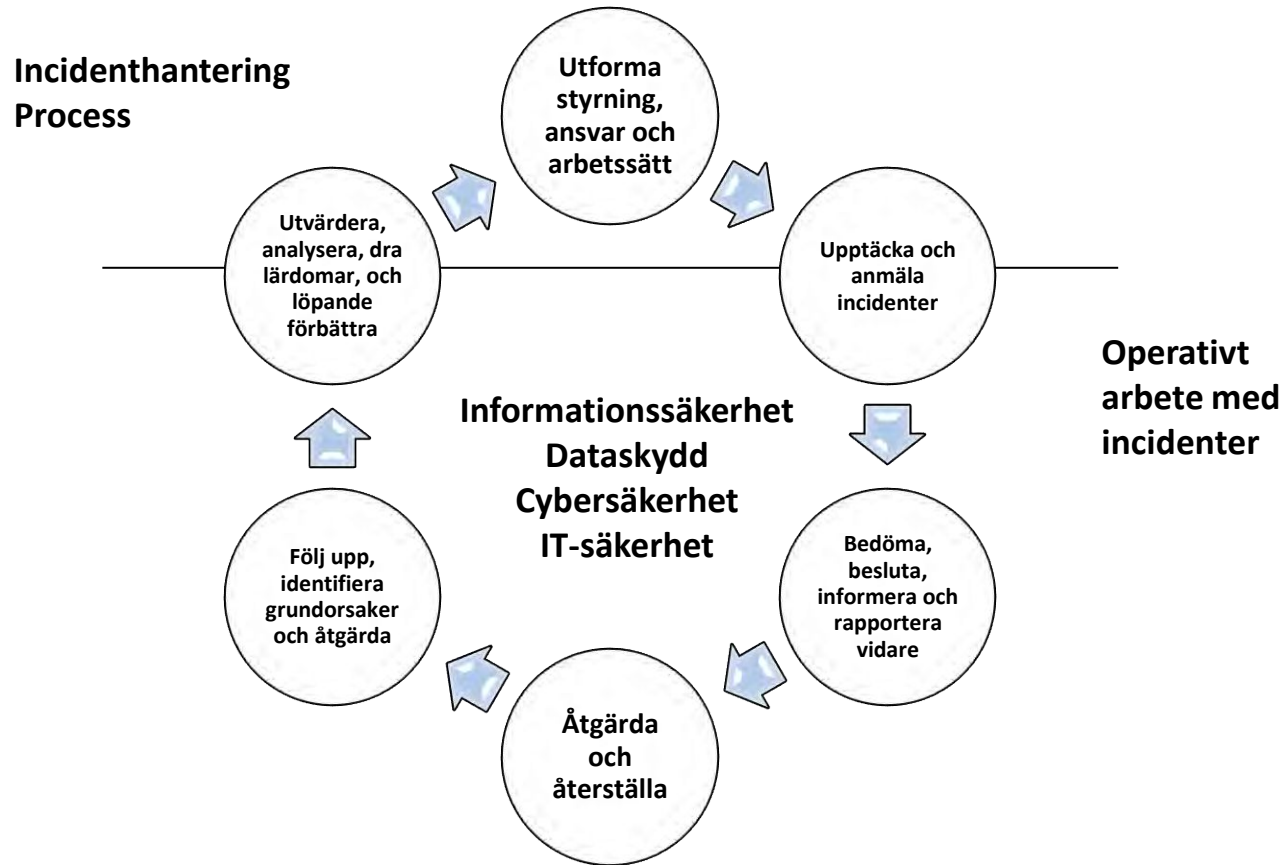 Incidenthantering
Process
Utforma
styrning,
ansvar och
arbetssätt
Utvärdera,
analysera, dra
lärdomar, och
löpande
förbättra
Upptäcka och
anmäla
incidenter
Operativt
arbete med
incidenter
Informationssäkerhet
Dataskydd
Cybersäkerhet
IT-säkerhet
Följ upp,
identifiera
grundorsaker
och åtgärda
Bedöma,
besluta,
informera och
rapportera
vidare
Åtgärda
och
återställa